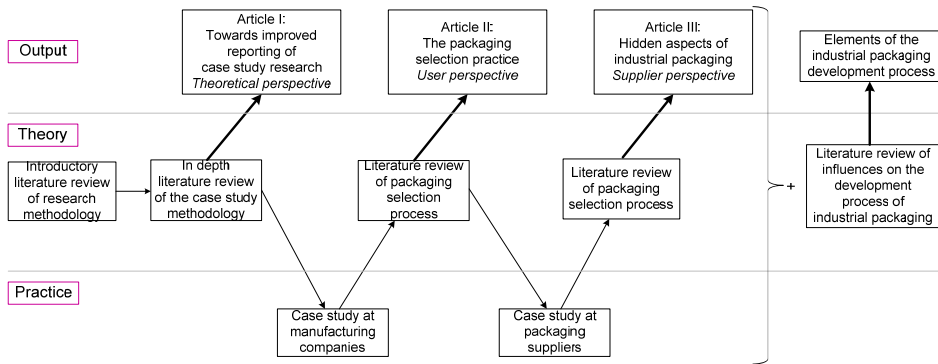 Output
Article I:
Towards improved
reporting of
case study research
Theoretical perspective
Article II:
The packaging
selection practice
User perspective
Article III:
Hidden aspects of
industrial packaging
Supplier perspective
Elements of the
industrial packaging
development process
Theory
Introductory
literature review
of research
methodology
In depth
literature review
of the case study
methodology
Literature review
of packaging
selection
process
Literature review
of packaging
selection process
+
Literature review of
influences on the
development
process of
industrial packaging
Practice
Case study at
manufacturing
companies
Case study at
packaging
suppliers